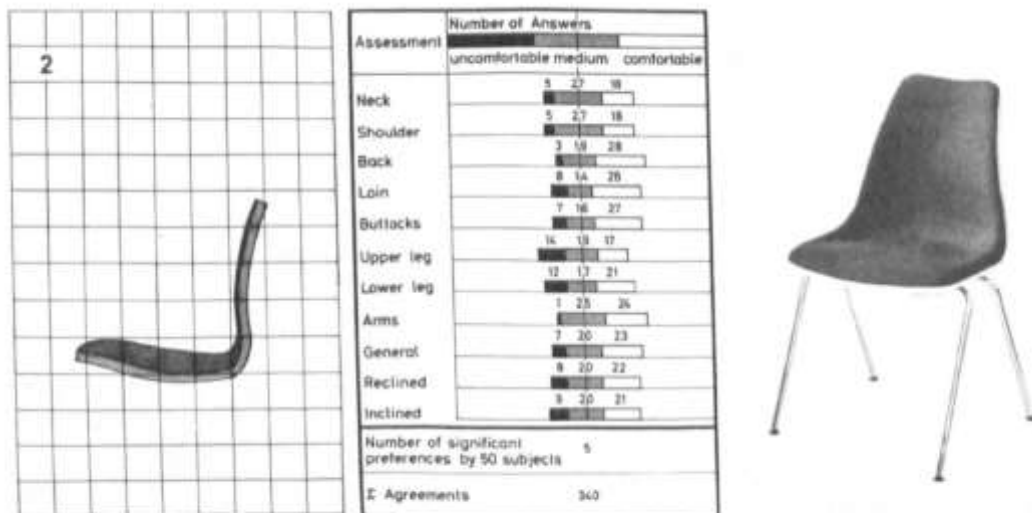 2
Number of Answers
Assessment
uncomfortable medium comfortable
5 27 18
Neck
5 27 18
Shoulder
3 19 28
Back
8 14
Loin
7 16 27
Buttocks
14 19 17
Upper leg
12 17 21
Lower leg
1 25 24
Arms
7 20 23
General
8 20 22
Reclined
9 20 21
Inclined
Number of significant
preferences by 50 subjects 5
Σ Agreements 340